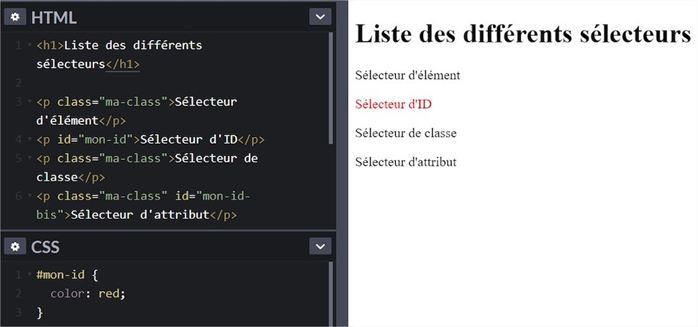 HTML
1 <h1>Liste des différents
sélecteurs</h1>
2
3 <p class="ma-class">Sélecteur
d'élément</p>
4 <p id="mon-id">Sélecteur d'ID</p>
5 <p class="ma-class">Sélecteur de
classe</p>
6 <p class="ma-class" id="mon-id-
bis">Sélecteur d'attribut</p>
CSS
1 #mon-id {
2 color: red;
3 }
Liste des différents sélecteurs
Sélecteur d'élément
Sélecteur d'ID
Sélecteur de classe
Sélecteur d'attribut